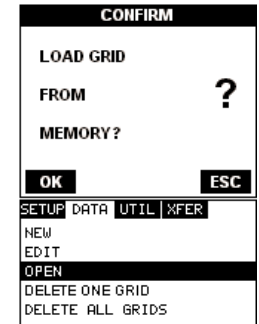 CONFIRM
LOAD GRID
FROM
?
MEMORY?
OK ESC
SETUP DATA UTIL XFER
NEW
EDIT
OPEN
DELETE ONE GRID
DELETE ALL GRIDS